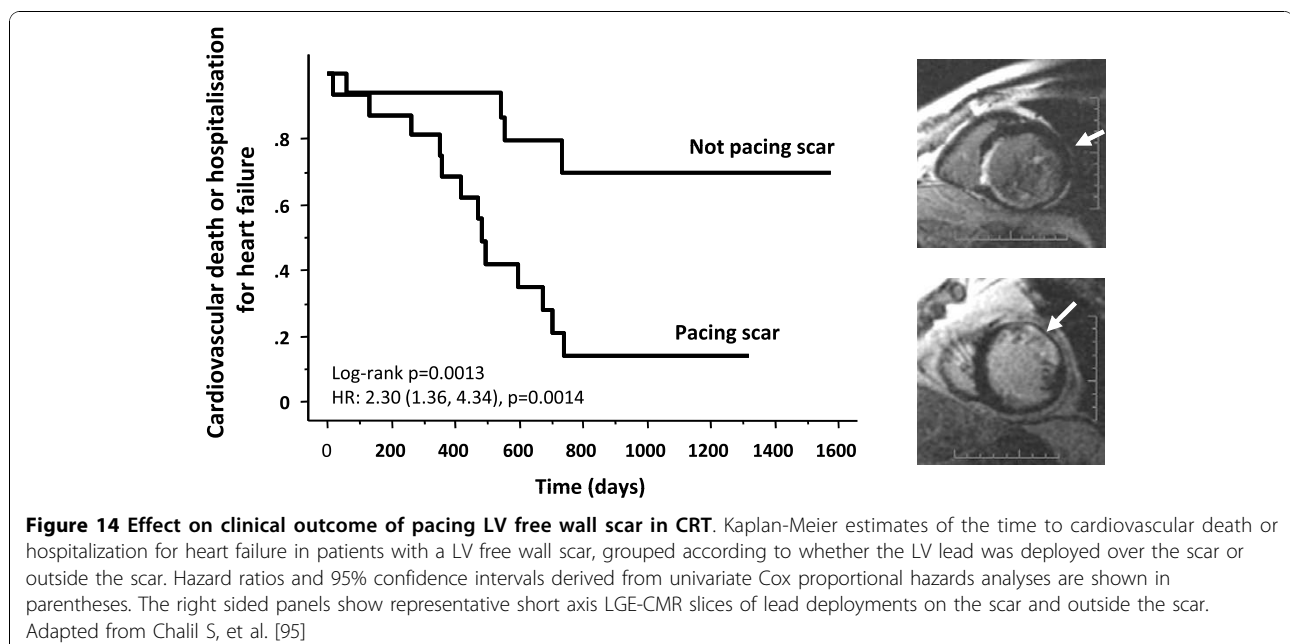 Cardiovascular death or hospitalisation
for heart failure
.8
.6
.4
.2
0
Not pacing scar
Pacing scar
Log-rank p=0.0013
HR: 2.30 (1.36, 4.34), p=0.0014
0 200 400 600 800 1000 1200 1400 1600
Time (days)
Figure 14 Effect on clinical outcome of pacing LV free wall scar in CRT. Kaplan-Meier estimates of the time to cardiovascular death or
hospitalization for heart failure in patients with a LV free wall scar, grouped according to whether the LV lead was deployed over the scar or
outside the scar. Hazard ratios and 95% confidence intervals derived from univariate Cox proportional hazards analyses are shown in
parentheses. The right sided panels show representative short axis LGE-CMR slices of lead deployments on the scar and outside the scar.
Adapted from Chalil S, et al. [95]